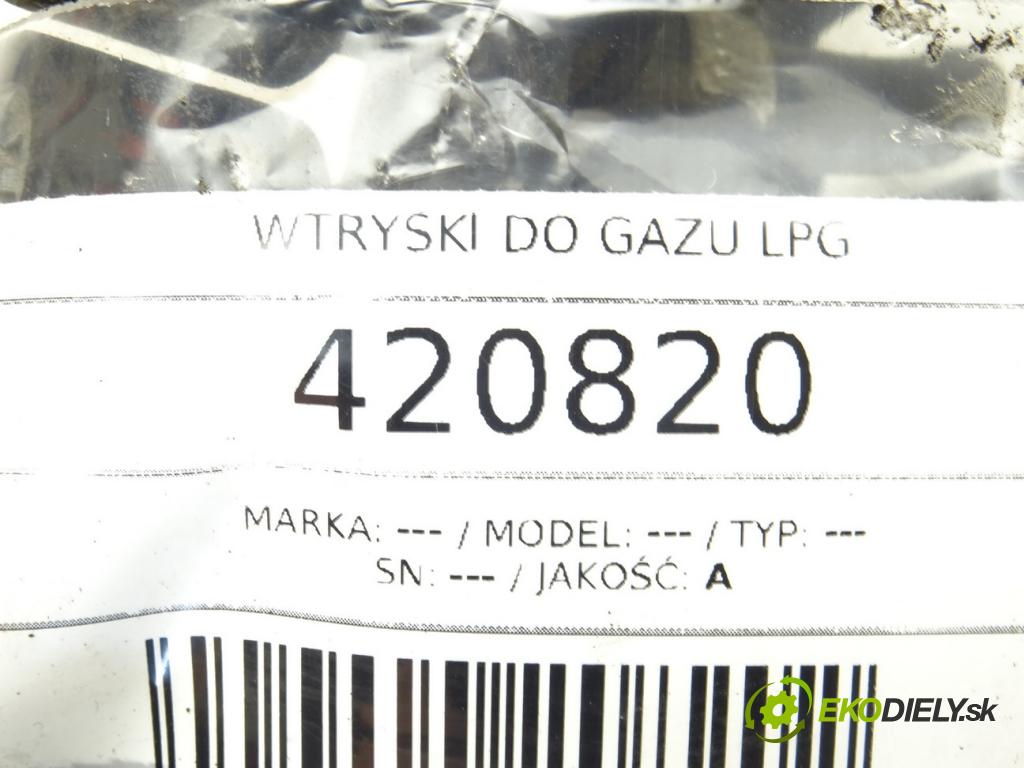 WTRYSKI DO GAZU LPG
420820
MARKA: --- / MODEL: --- / TYP: ---
SN: --- / JAKOŚĆ: A
EKODIELY.sk